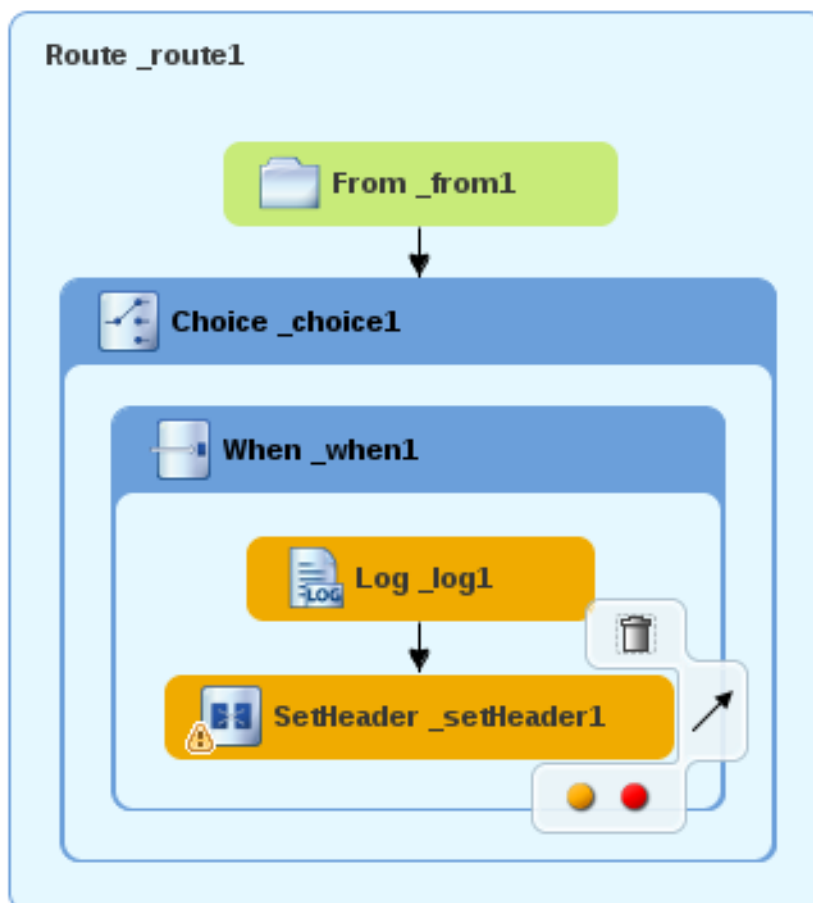 Route _route1
From _from1
Choice _choice1
When _when1
LOG
Log _log1
SetHeader _setHeader1